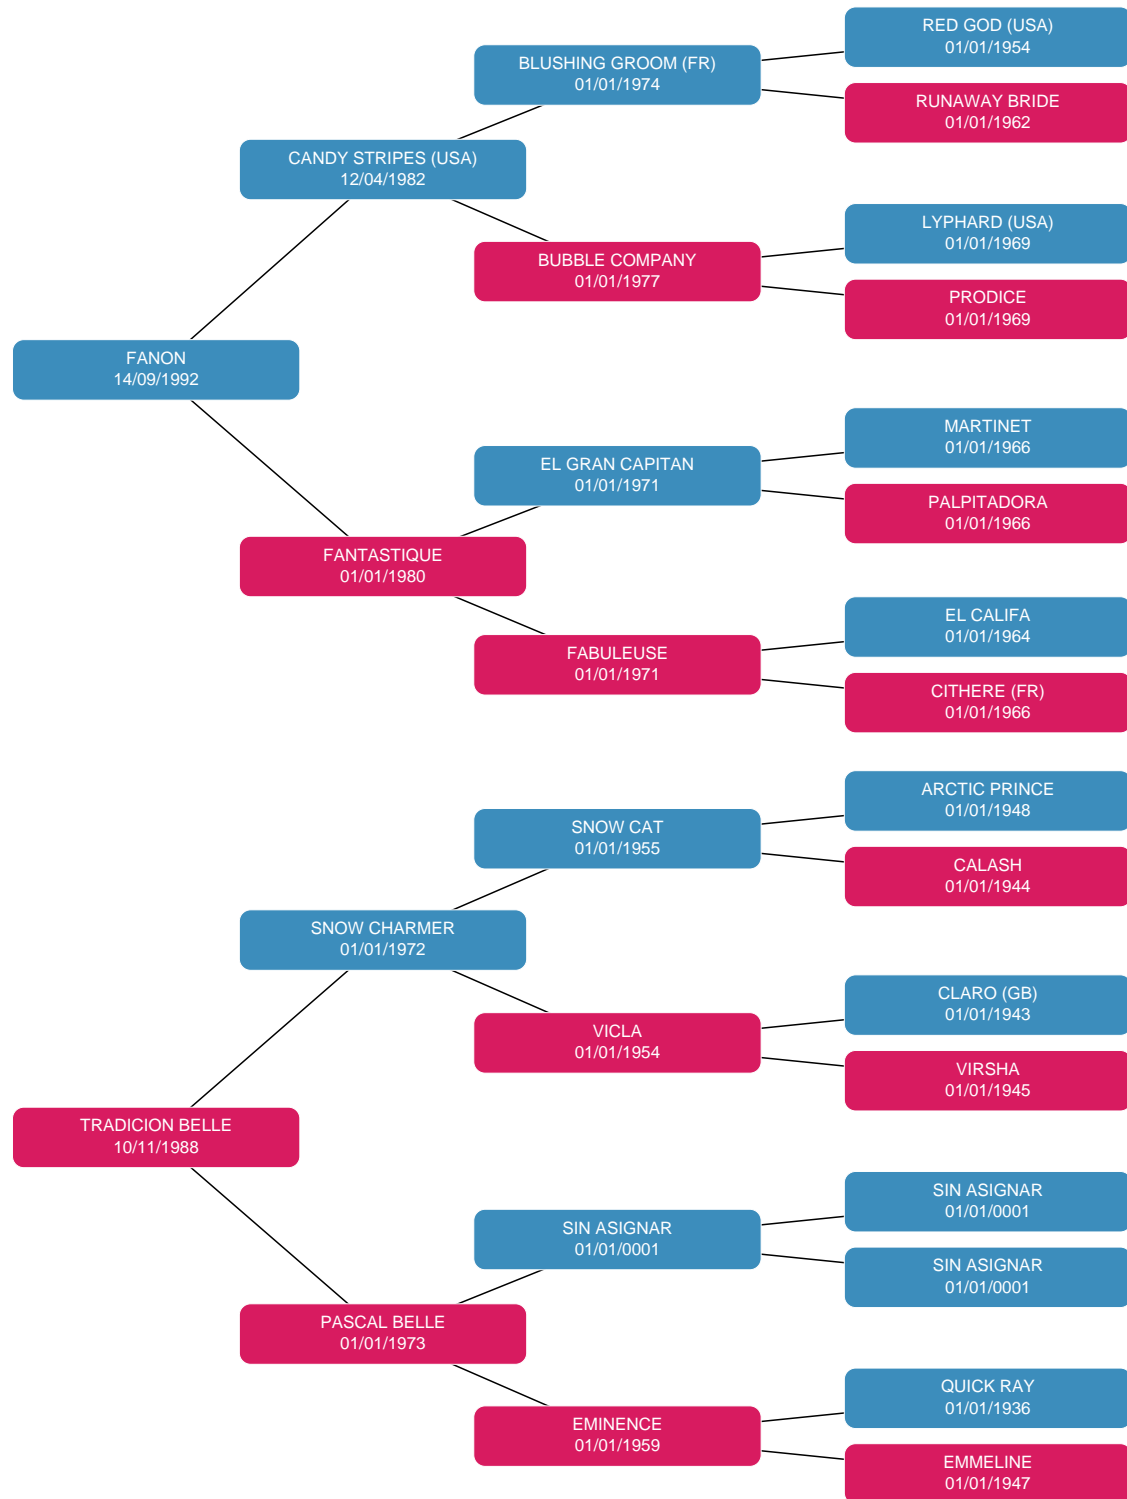 RED GOD (USA)
01/01/1954
BLUSHING GROOM (FR)
01/01/1974
RUNAWAY BRIDE
01/01/1962
CANDY STRIPES (USA)
12/04/1982
LYPHARD (USA)
01/01/1969
BUBBLE COMPANY
01/01/1977
PRODICE
01/01/1969
FANON
14/09/1992
MARTINET
01/01/1966
EL GRAN CAPITAN
01/01/1971
PALPITADORA
01/01/1966
FANTASTIQUE
01/01/1980
EL CALIFA
01/01/1964
FABULEUSE
01/01/1971
CITHERE (FR)
01/01/1966
ARCTIC PRINCE
01/01/1948
SNOW CAT
01/01/1955
CALASH
01/01/1944
SNOW CHARMER
01/01/1972
CLARO (GB)
01/01/1943
VICLA
01/01/1954
VIRSHA
01/01/1945
TRADICION BELLE
10/11/1988
SIN ASIGNAR
01/01/0001
SIN ASIGNAR
01/01/0001
SIN ASIGNAR
01/01/0001
PASCAL BELLE
01/01/1973
QUICK RAY
01/01/1936
EMINENCE
01/01/1959
EMMELINE
01/01/1947